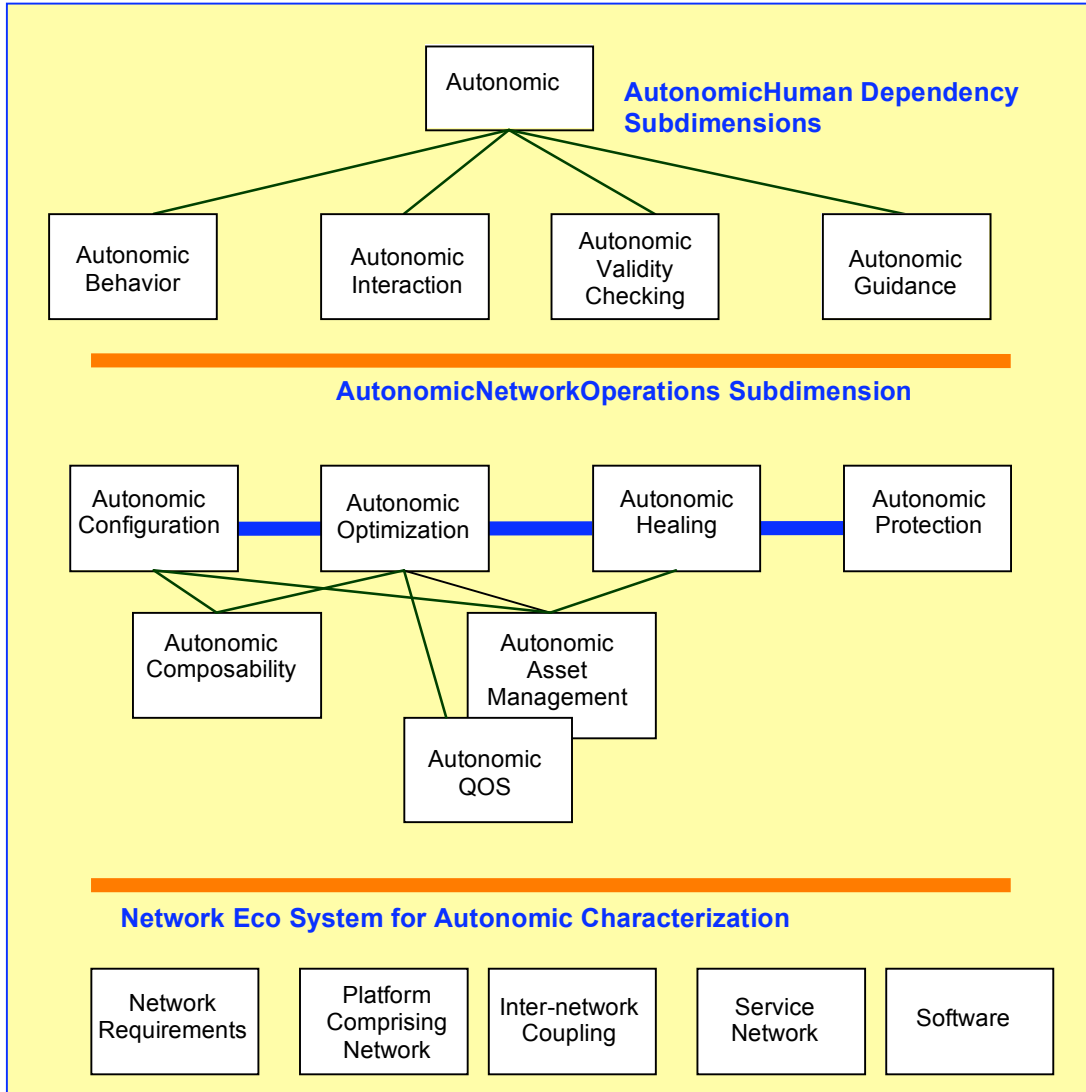 Autonomic
AutonomicHuman Dependency
Subdimensions
Autonomic
Behavior
Autonomic
Interaction
Autonomic
Validity
Checking
Autonomic
Guidance
AutonomicNetworkOperations Subdimension
Autonomic
Configuration
Autonomic
Optimization
Autonomic
Healing
Autonomic
Protection
Autonomic
Composability
Autonomic
Asset
Management
Autonomic
QOS
Network Eco System for Autonomic Characterization
Network
Requirements
Platform
Comprising
Network
Inter-network
Coupling
Service
Network
Software